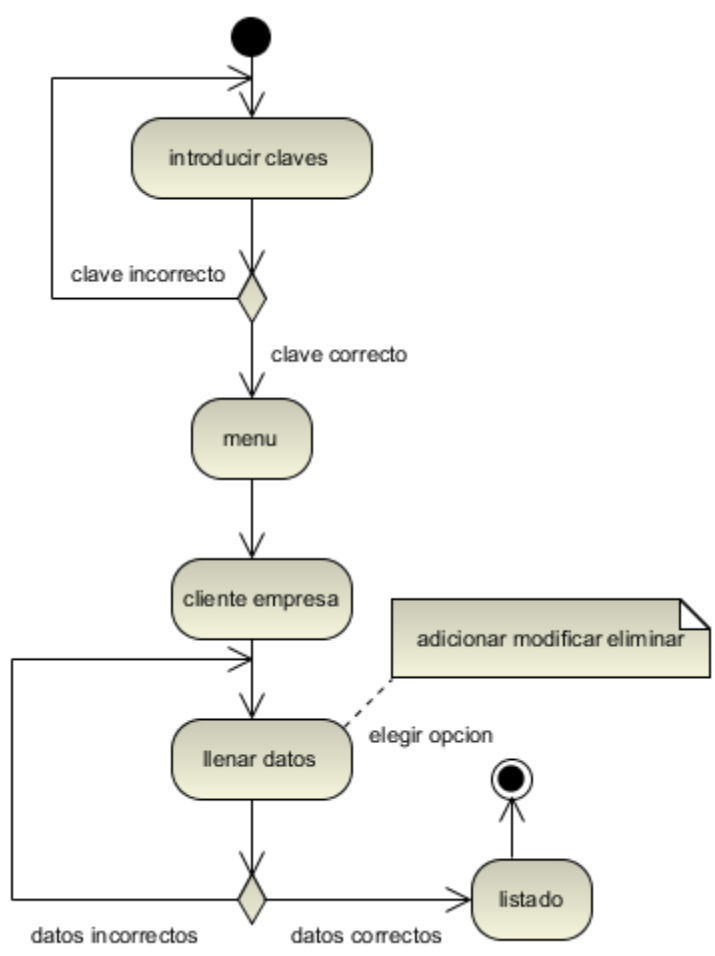 introducir claves
clave incorrecto
clave correcto
menu
cliente empresa
adicionar modificar eliminar
elegir opcion
llenar datos
listado
datos incorrectos
datos correctos